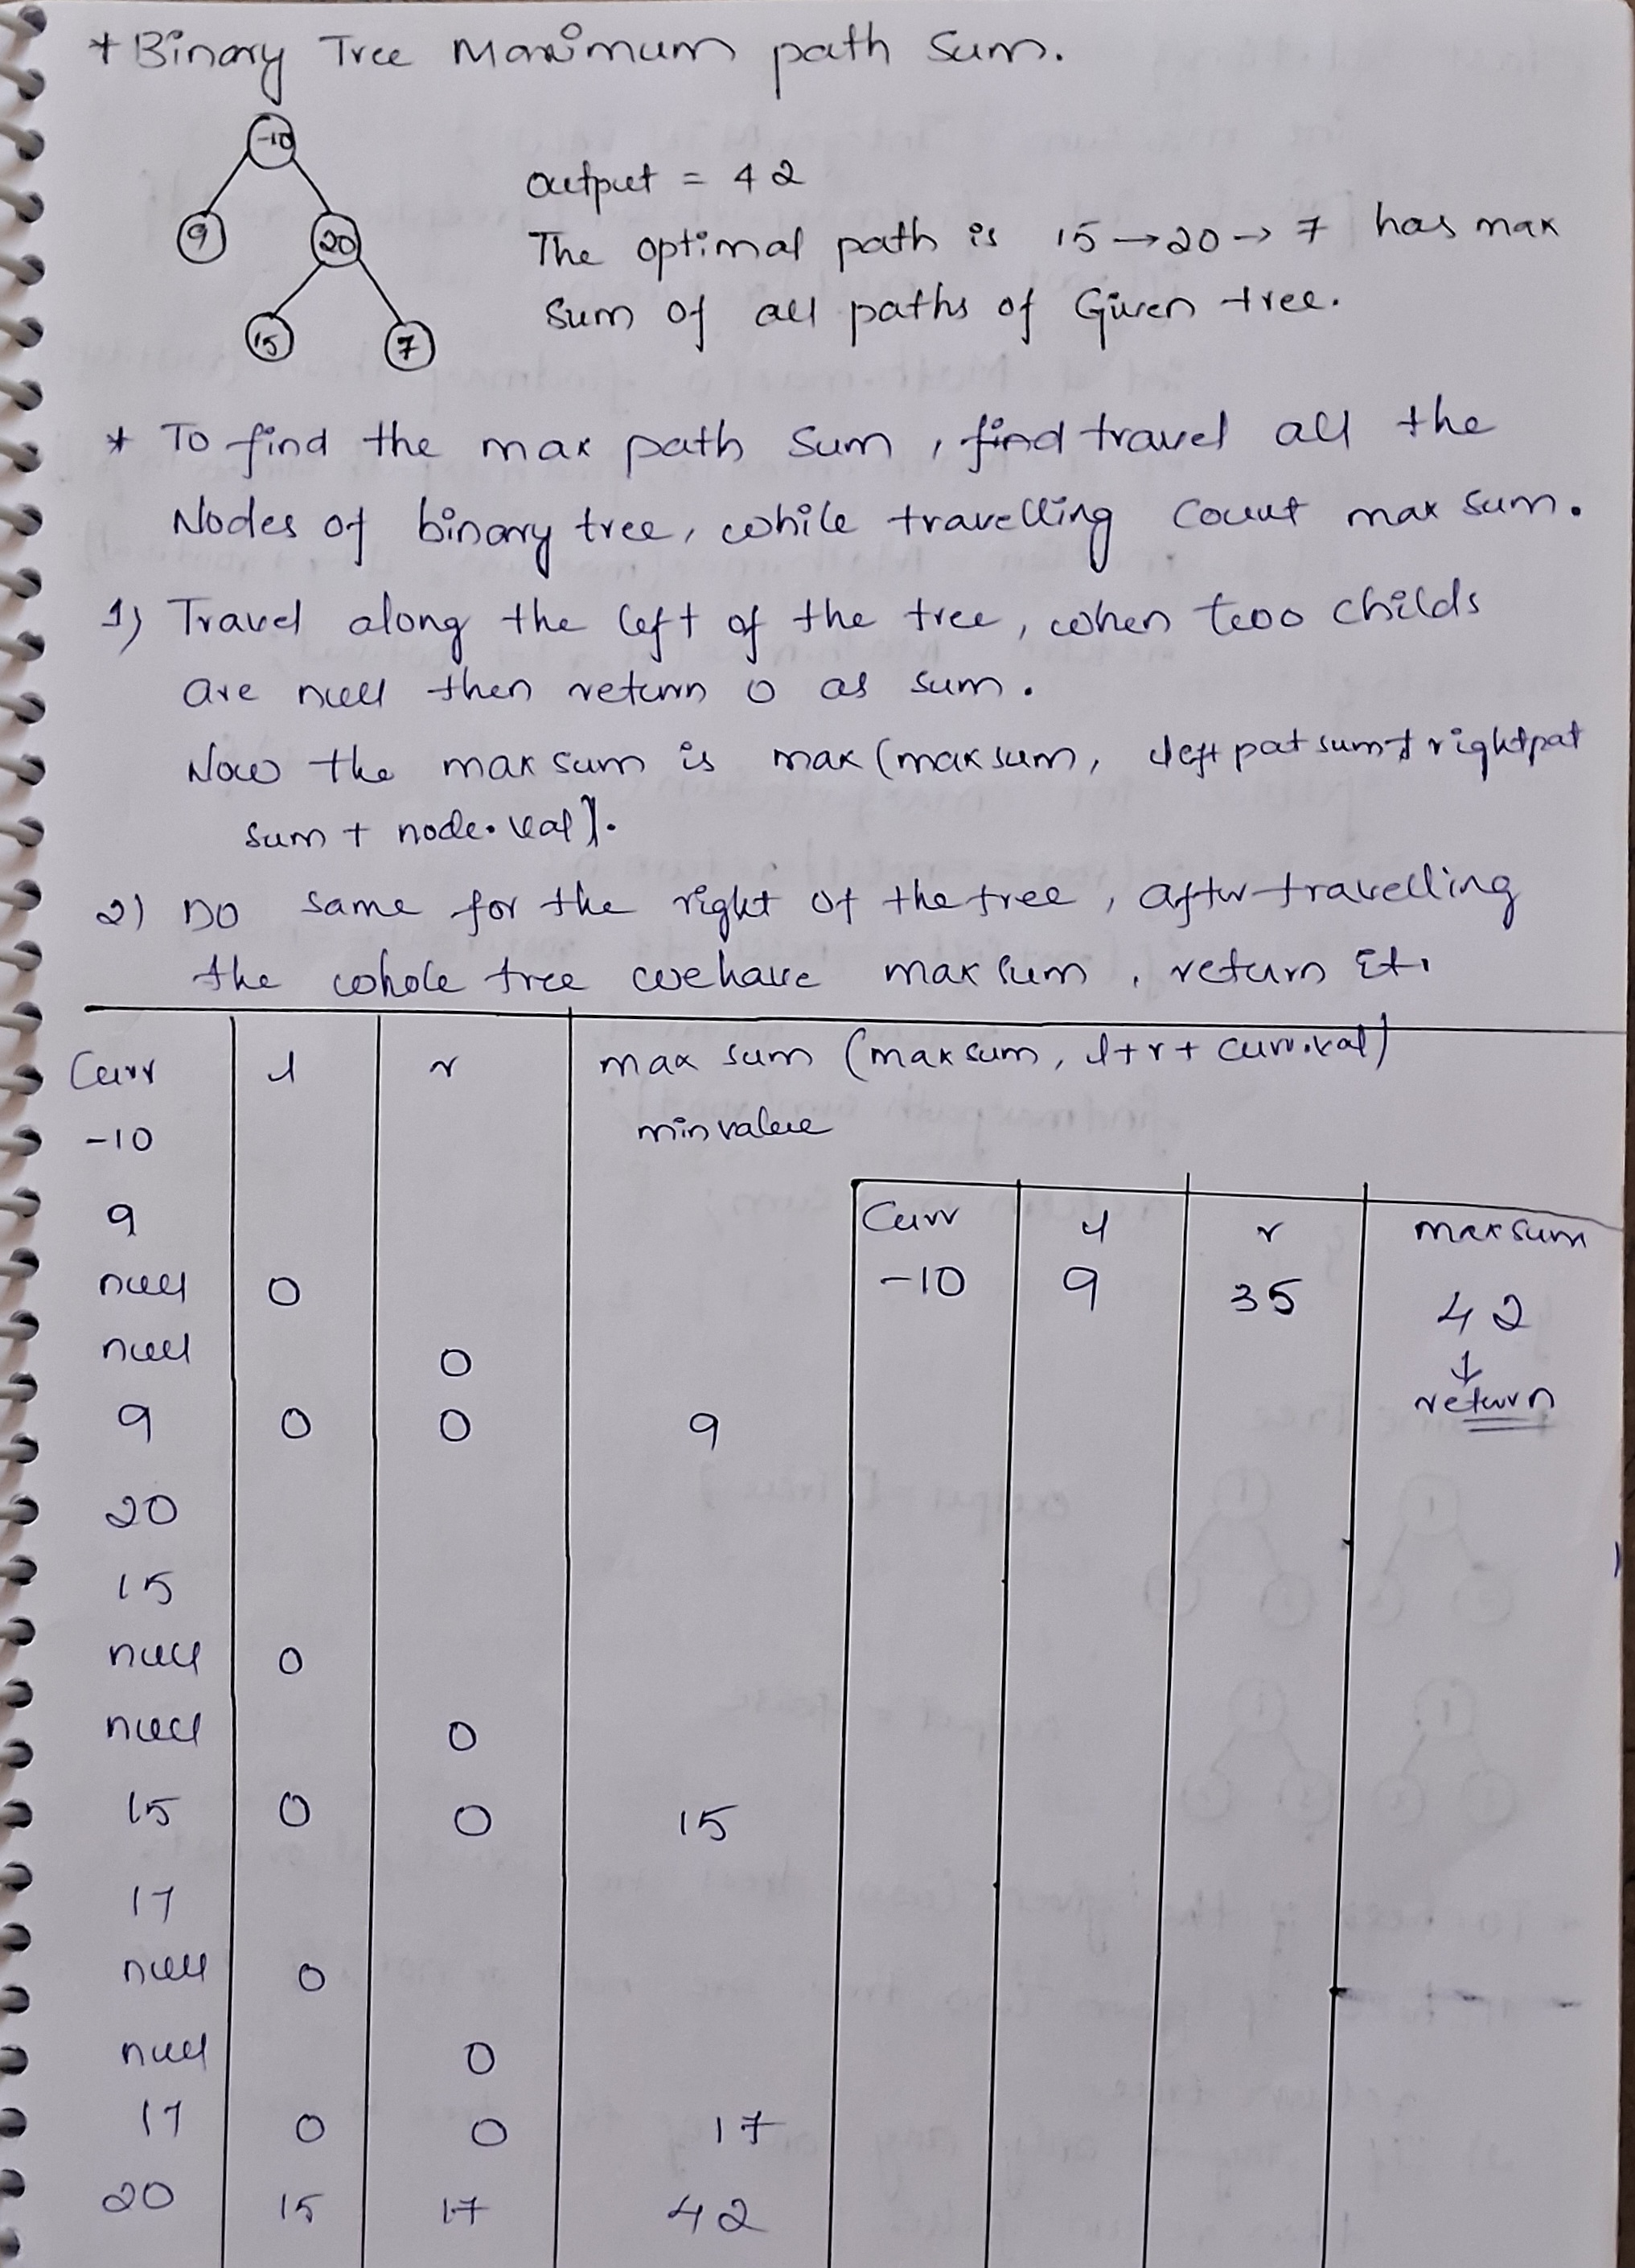 * Binary Tree Maximum path Sum.
-10
9 20
15 7
output = 42
The optimal path is 15→20→7 has max
Sum of all paths of Given tree.
* To find the max path Sum, find travel all the
Nodes of binary tree, while travelling Count max sum.
1) Travel along the left of the tree, when two childs
are null then return 0 as sum.
Now the max sum is max (maxsum, left pat sum + rightpat
sum + node.val).
2) Do same for the right of the tree, after travelling
the whole tree we have max sum, return it.
Curr l r max sum (maxsum, l+r+curr.val)
-10 min value
9
null 0
null 0
9 0 0 9
20
15
null 0
null 0
15 0 0 15
17
null 0
null 0
17 0 0 17
20 15 17 42
Curr l r maxsum
-10 9 35 42
↓
return